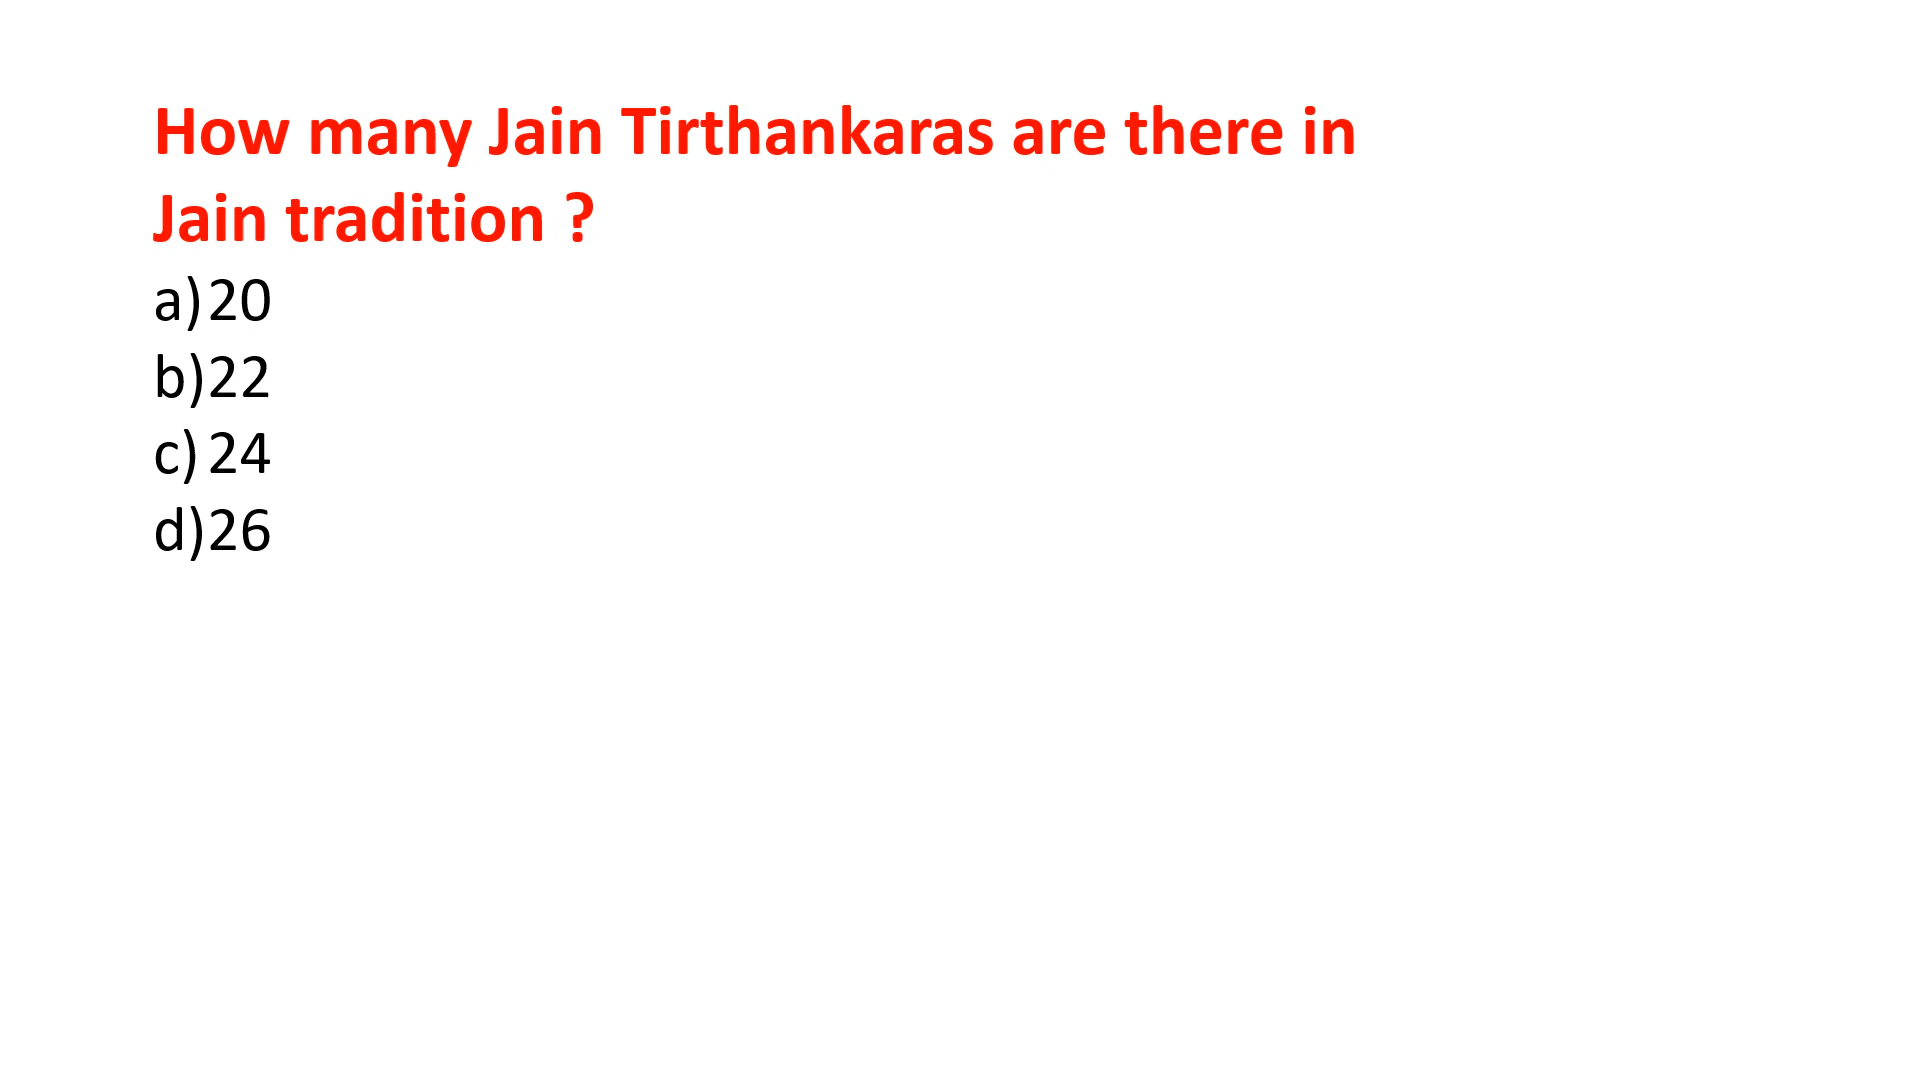 How many Jain Tirthankaras are there in
Jain tradition ?
a)20
b)22
c)24
d)26